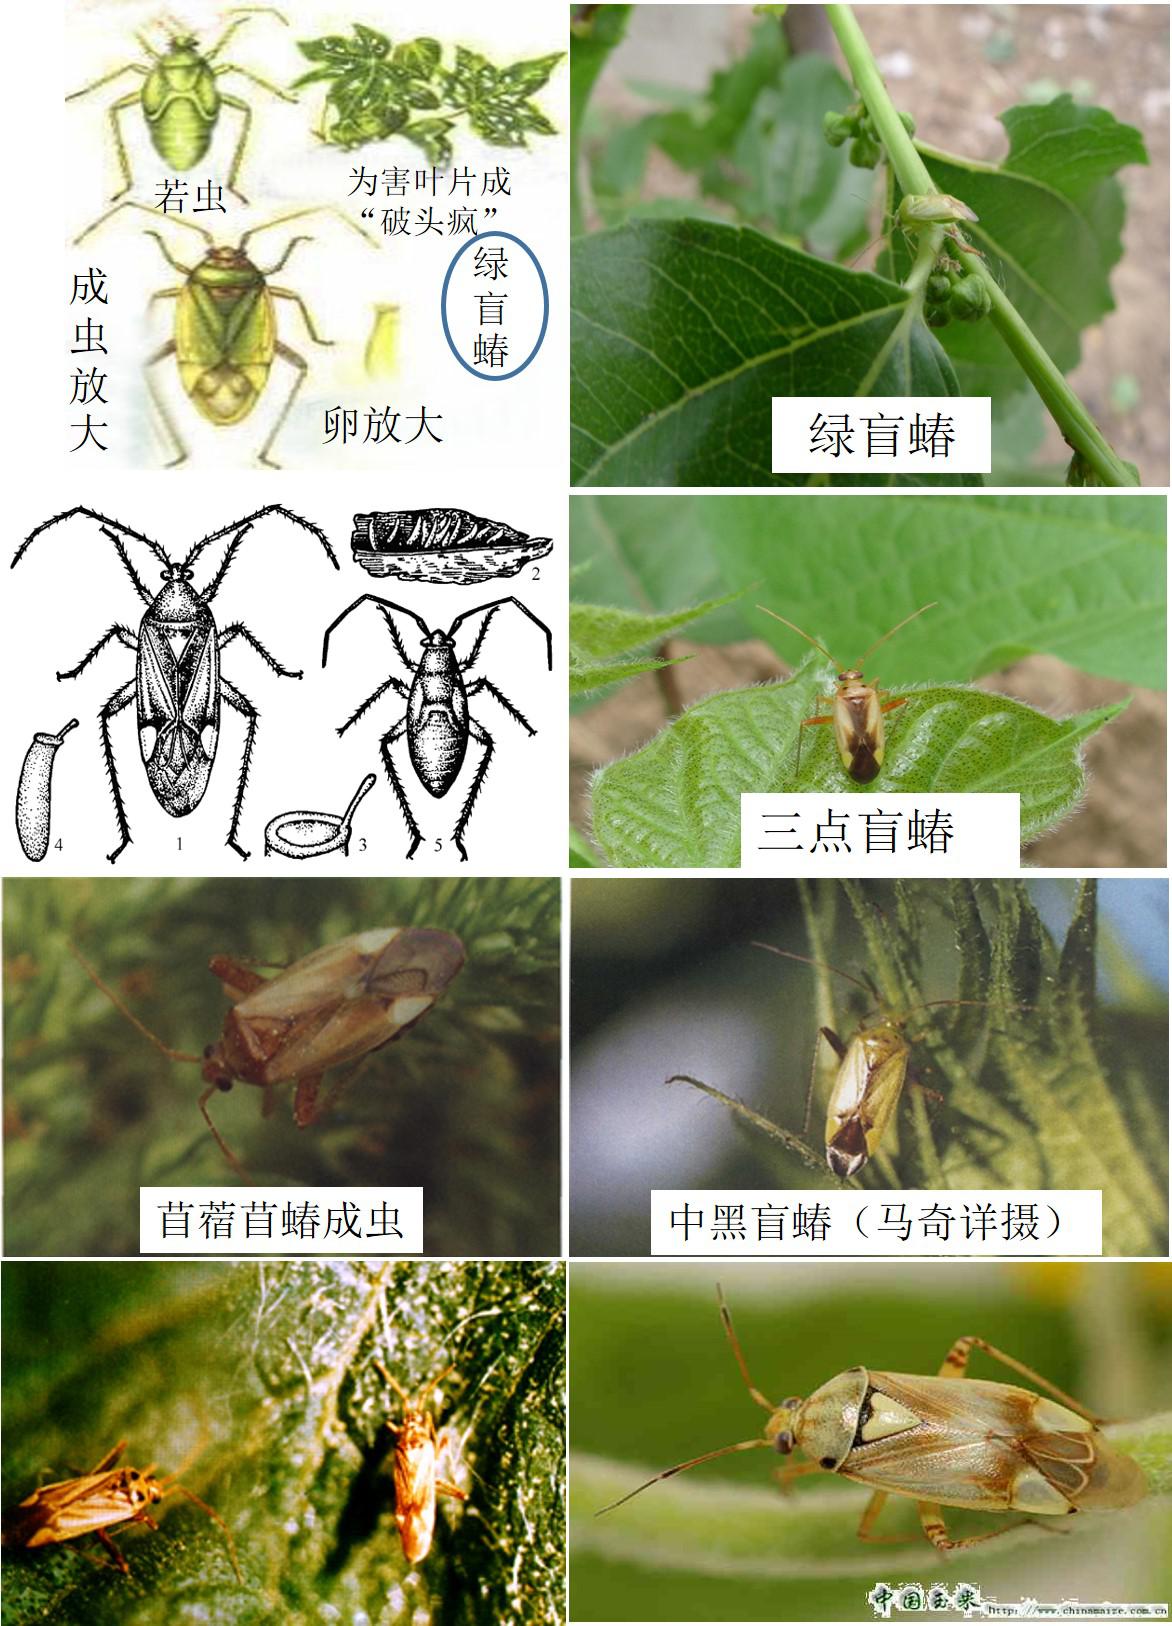 若虫
为害叶片成
“破头疯”
成虫放大
绿盲蝽
卵放大
绿盲蝽
2
4
1
3
5
三点盲蝽
苜蓿苜蝽成虫
中黑盲蝽（马奇详摄）
中国玉米
http://www.chinamaize.com.cn